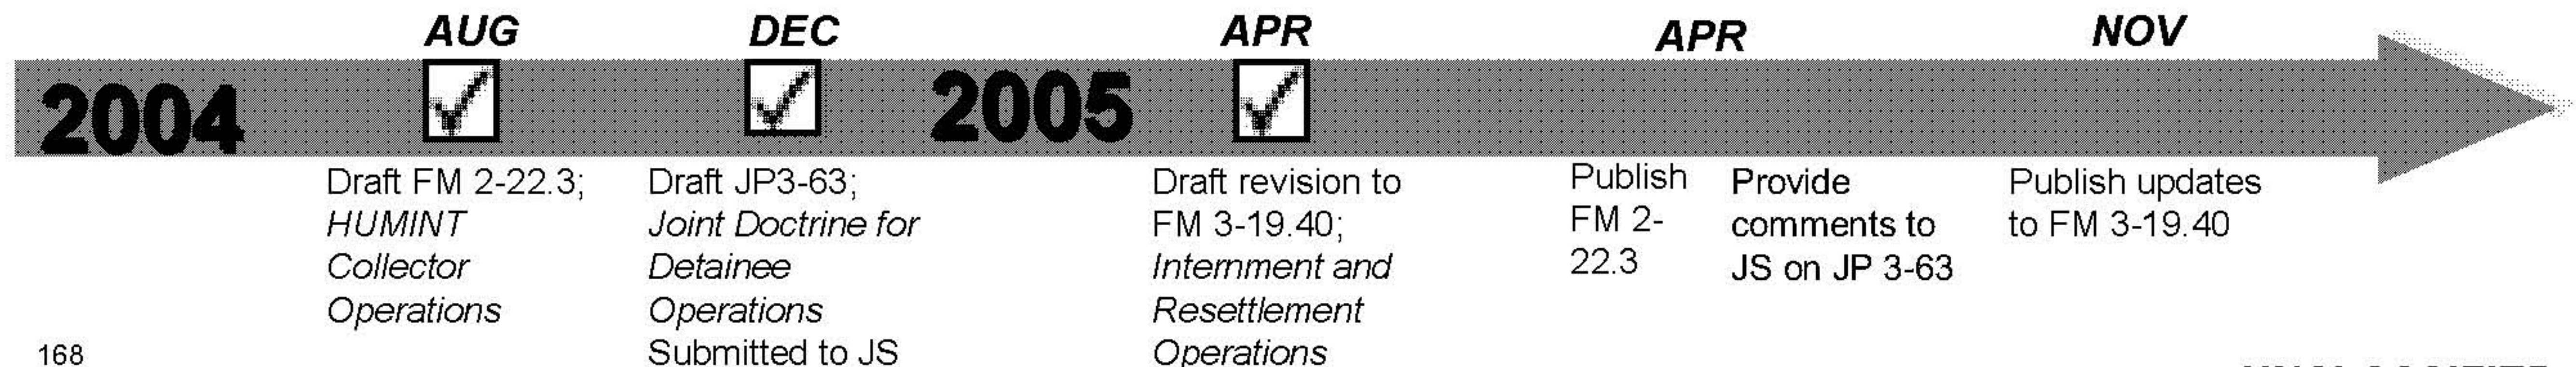 AUG
DEC
APR
APR
NOV
2004
2005
Draft FM 2-22.3;
HUMINT
Collector
Operations
Draft JP3-63;
Joint Doctrine for
Detainee
Operations
Submitted to JS
Draft revision to
FM 3-19.40;
Internment and
Resettlement
Operations
Publish
FM 2-
22.3
Provide
comments to
JS on JP 3-63
Publish updates
to FM 3-19.40
168